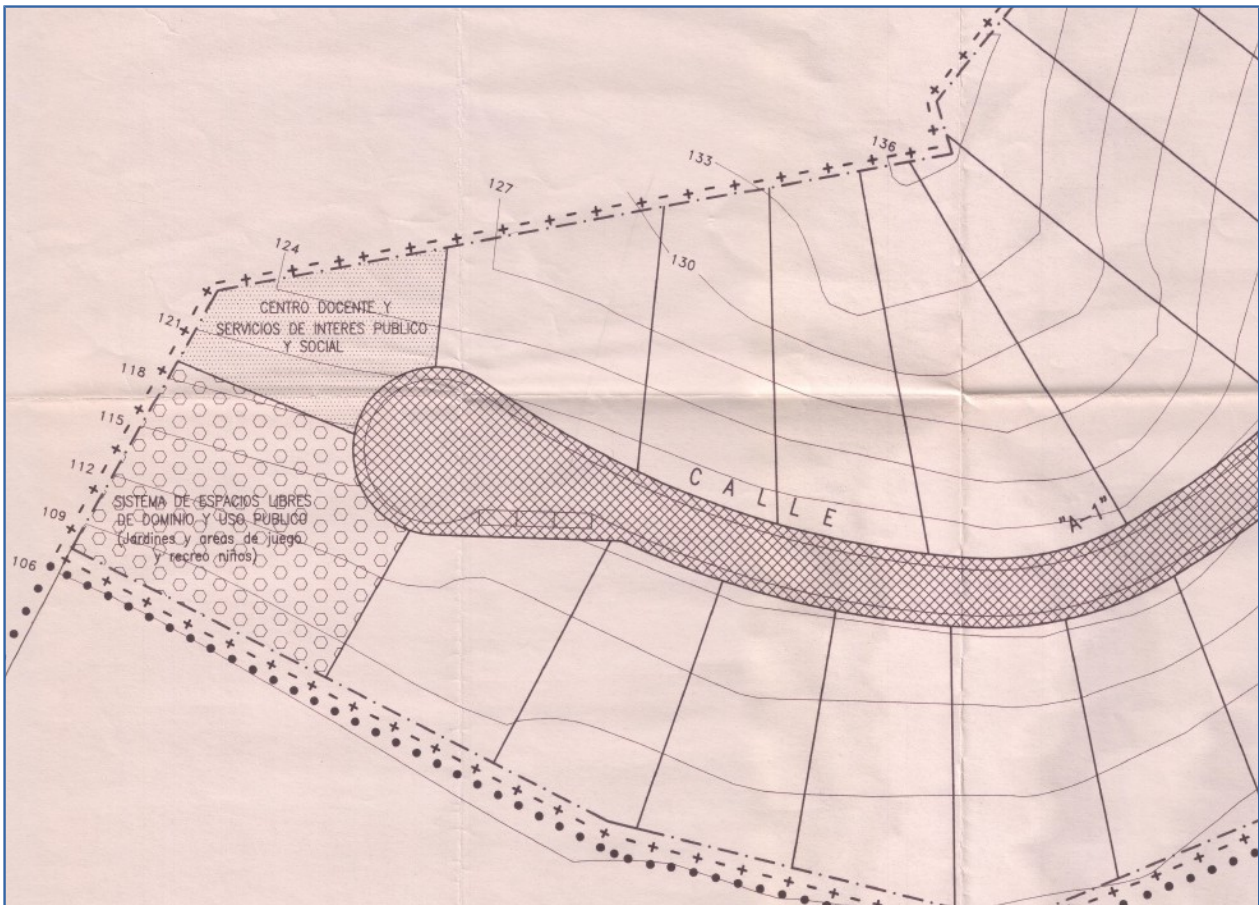 136
133
127
124
130
CENTRO DOCENTE Y
SERVICIOS DE INTERES PUBLICO
Y SOCIAL
121
118
115
112
109
106
SISTEMA DE ESPACIOS LIBRES
DE DOMINIO Y USO PUBLICO
(Jardines y areas de juego
y recreo niños)
CALLE "A-1"